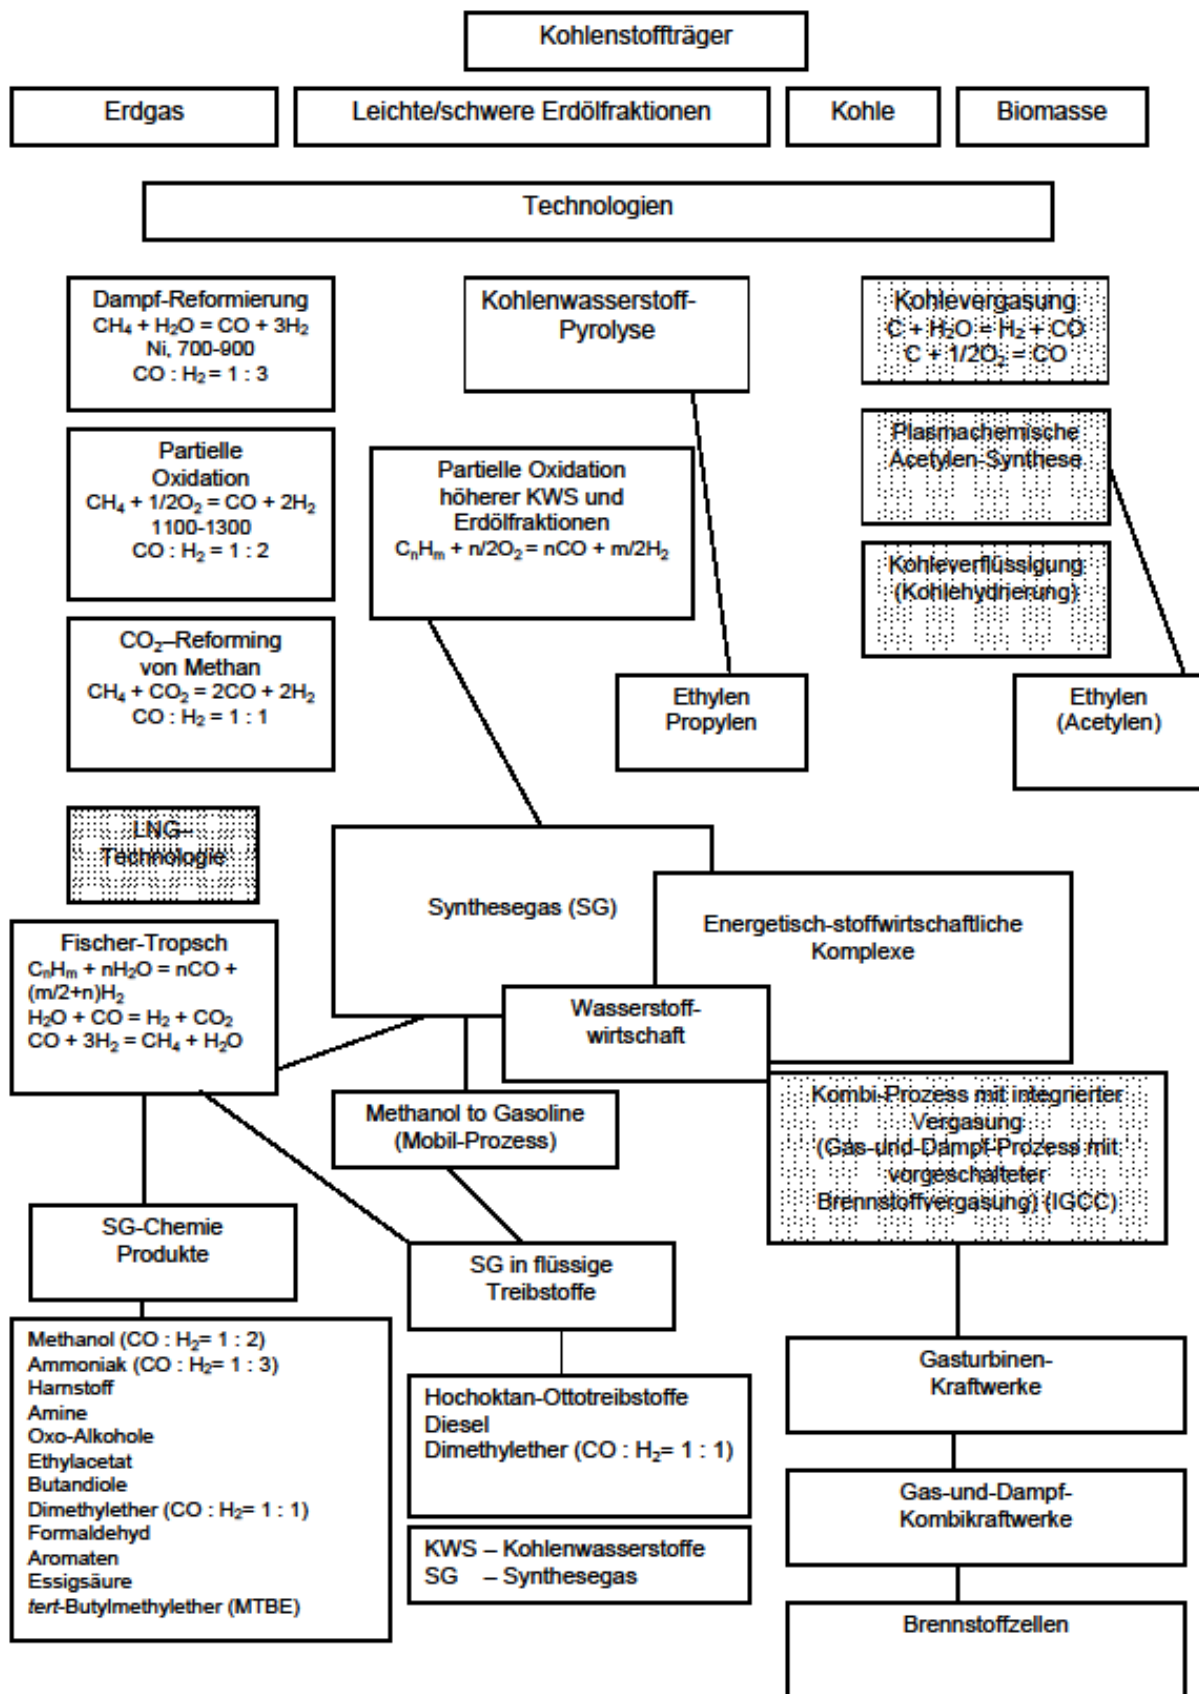 Kohlenstoffträger
Erdgas
Leichte/schwere Erdölfraktionen
Kohle
Biomasse
Technologien
Dampf-Reformierung
CH₄ + H₂O = CO + 3H₂
Ni, 700-900
CO : H₂ = 1 : 3
Kohlenwasserstoff-
Pyrolyse
Kohlevergasung
C + H₂O = H₂ + CO
C + 1/2O₂ = CO
Partielle
Oxidation
CH₄ + 1/2O₂ = CO + 2H₂
1100-1300
CO : H₂ = 1 : 2
Partielle Oxidation
höherer KWS und
Erdölfraktionen
CₙHₘ + n/2O₂ = nCO + m/2H₂
Plasmachemische
Acetylen-Synthese
Kohleverflüssigung
(Kohlehydrierung)
CO₂–Reforming
von Methan
CH₄ + CO₂ = 2CO + 2H₂
CO : H₂ = 1 : 1
Ethylen
Propylen
Ethylen
(Acetylen)
LNG–
Technologie
Synthesegas (SG)
Energetisch-stoffwirtschaftliche
Komplexe
Fischer-Tropsch
CₙHₘ + nH₂O = nCO +
(m/2+n)H₂
H₂O + CO = H₂ + CO₂
CO + 3H₂ = CH₄ + H₂O
Wasserstoff-
wirtschaft
Methanol to Gasoline
(Mobil-Prozess)
Kombi-Prozess mit integrierter
Vergasung
(Gas-und-Dampf-Prozess mit
vorgeschalteter
Brennstoffvergasung) (IGCC)
SG-Chemie
Produkte
SG in flüssige
Treibstoffe
Methanol (CO : H₂= 1 : 2)
Ammoniak (CO : H₂= 1 : 3)
Harnstoff
Amine
Oxo-Alkohole
Ethylacetat
Butandiole
Dimethylether (CO : H₂= 1 : 1)
Formaldehyd
Aromaten
Essigsäure
tert-Butylmethylether (MTBE)
Hochoktan-Ottotreibstoffe
Diesel
Dimethylether (CO : H₂= 1 : 1)
KWS – Kohlenwasserstoffe
SG – Synthesegas
Gasturbinen-
Kraftwerke
Gas-und-Dampf-
Kombikraftwerke
Brennstoffzellen